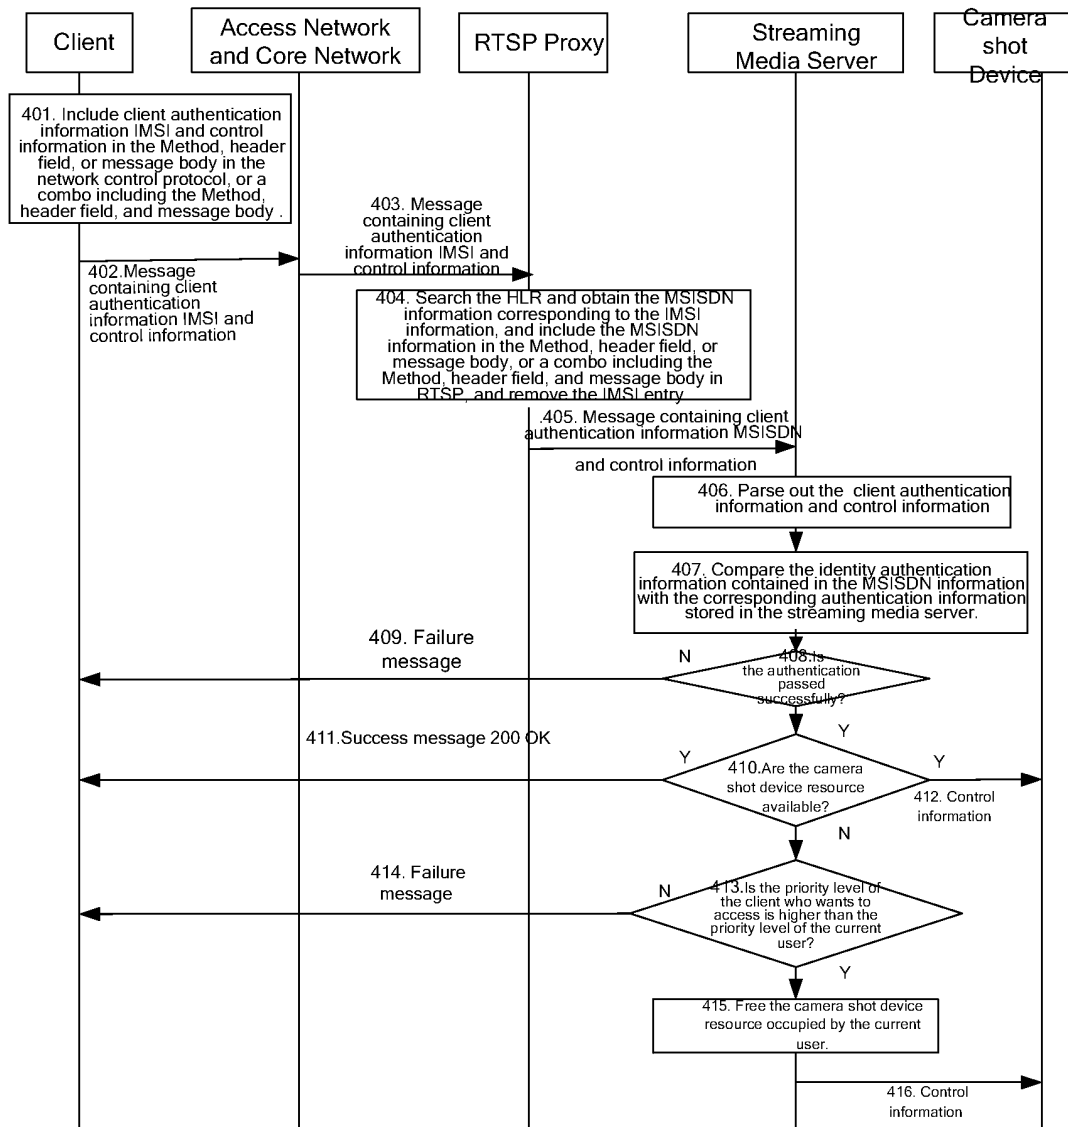 Client
Access Network
and Core Network
RTSP Proxy
Streaming
Media Server
Camera
shot
Device
401. Include client authentication
information IMSI and control
information in the Method, header
field, or message body in the
network control protocol, or a
combo including the Method,
header field, and message body .
402.Message
containing client
authentication
information IMSI and
control information
403. Message
containing client
authentication
information IMSI and
control information
404. Search the HLR and obtain the MSISDN
information corresponding to the IMSI
information, and include the MSISDN
information in the Method, header field, or
message body, or a combo including the
Method, header field, and message body in
RTSP, and remove the IMSI entry
.405. Message containing client
authentication information MSISDN
and control information
406. Parse out the client authentication
information and control information
407. Compare the identity authentication
information contained in the MSISDN information
with the corresponding authentication information
stored in the streaming media server.
409. Failure
message
N
408.Is
the authentication
passed
successfully?
Y
411.Success message 200 OK
Y
410.Are the camera
shot device resource
available?
Y
412. Control
information
N
414. Failure
message
N
413.Is the priority level of
the client who wants to
access is higher than the
priority level of the current
user?
Y
415. Free the camera shot device
resource occupied by the current
user.
416. Control
information